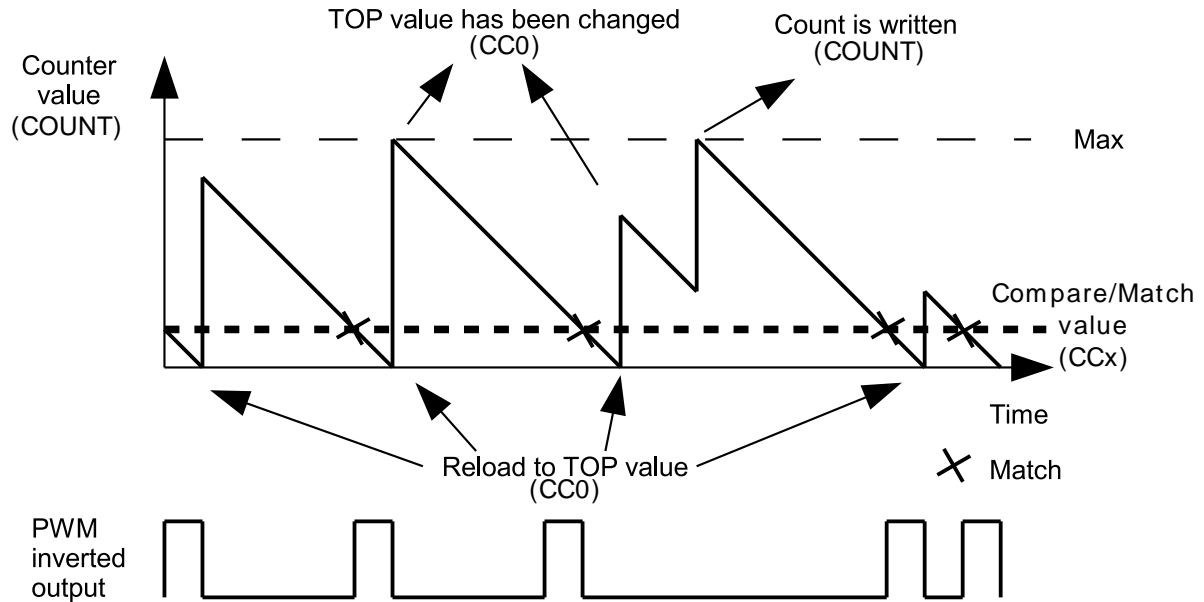 TOP value has been changed
(CC0)
Count is written
(COUNT)
Counter
value
(COUNT)
Max
Compare/Match
value
(CCx)
Time
Reload to TOP value
(CC0)
Match
PWM
inverted
output